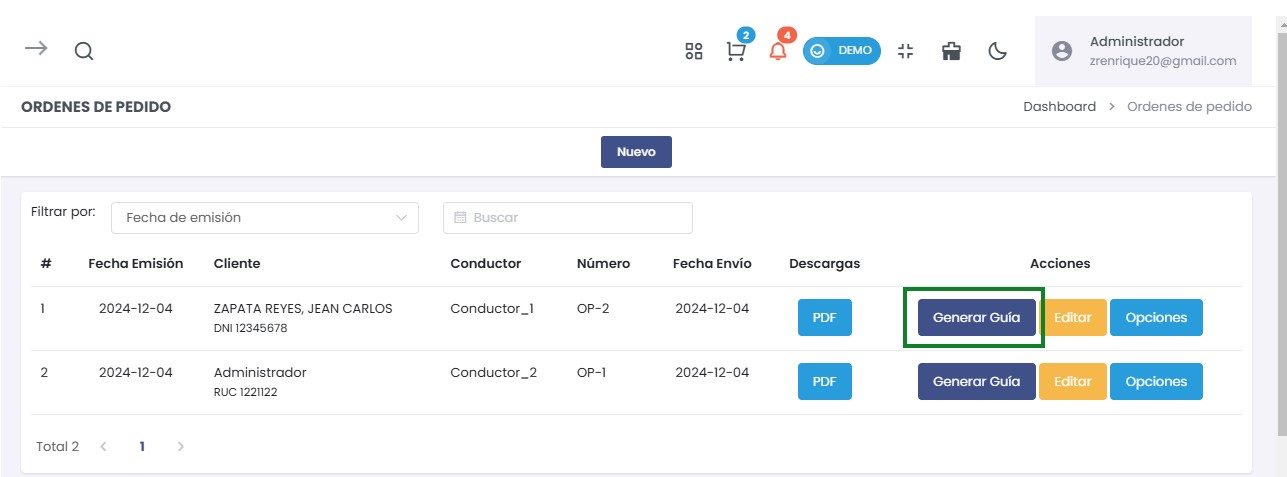 2
4
DEMO
Administrador
zrenrique20@gmail.com
ORDENES DE PEDIDO
Dashboard > Ordenes de pedido
Nuevo
Filtrar por: Fecha de emisión Buscar
# Fecha Emisión Cliente Conductor Número Fecha Envío Descargas Acciones
1 2024-12-04 ZAPATA REYES, JEAN CARLOS Conductor_1 OP-2 2024-12-04 PDF Generar Guía Editar Opciones
DNI 12345678
2 2024-12-04 Administrador Conductor_2 OP-1 2024-12-04 PDF Generar Guía Editar Opciones
RUC 1221122
Total 2 < 1 >